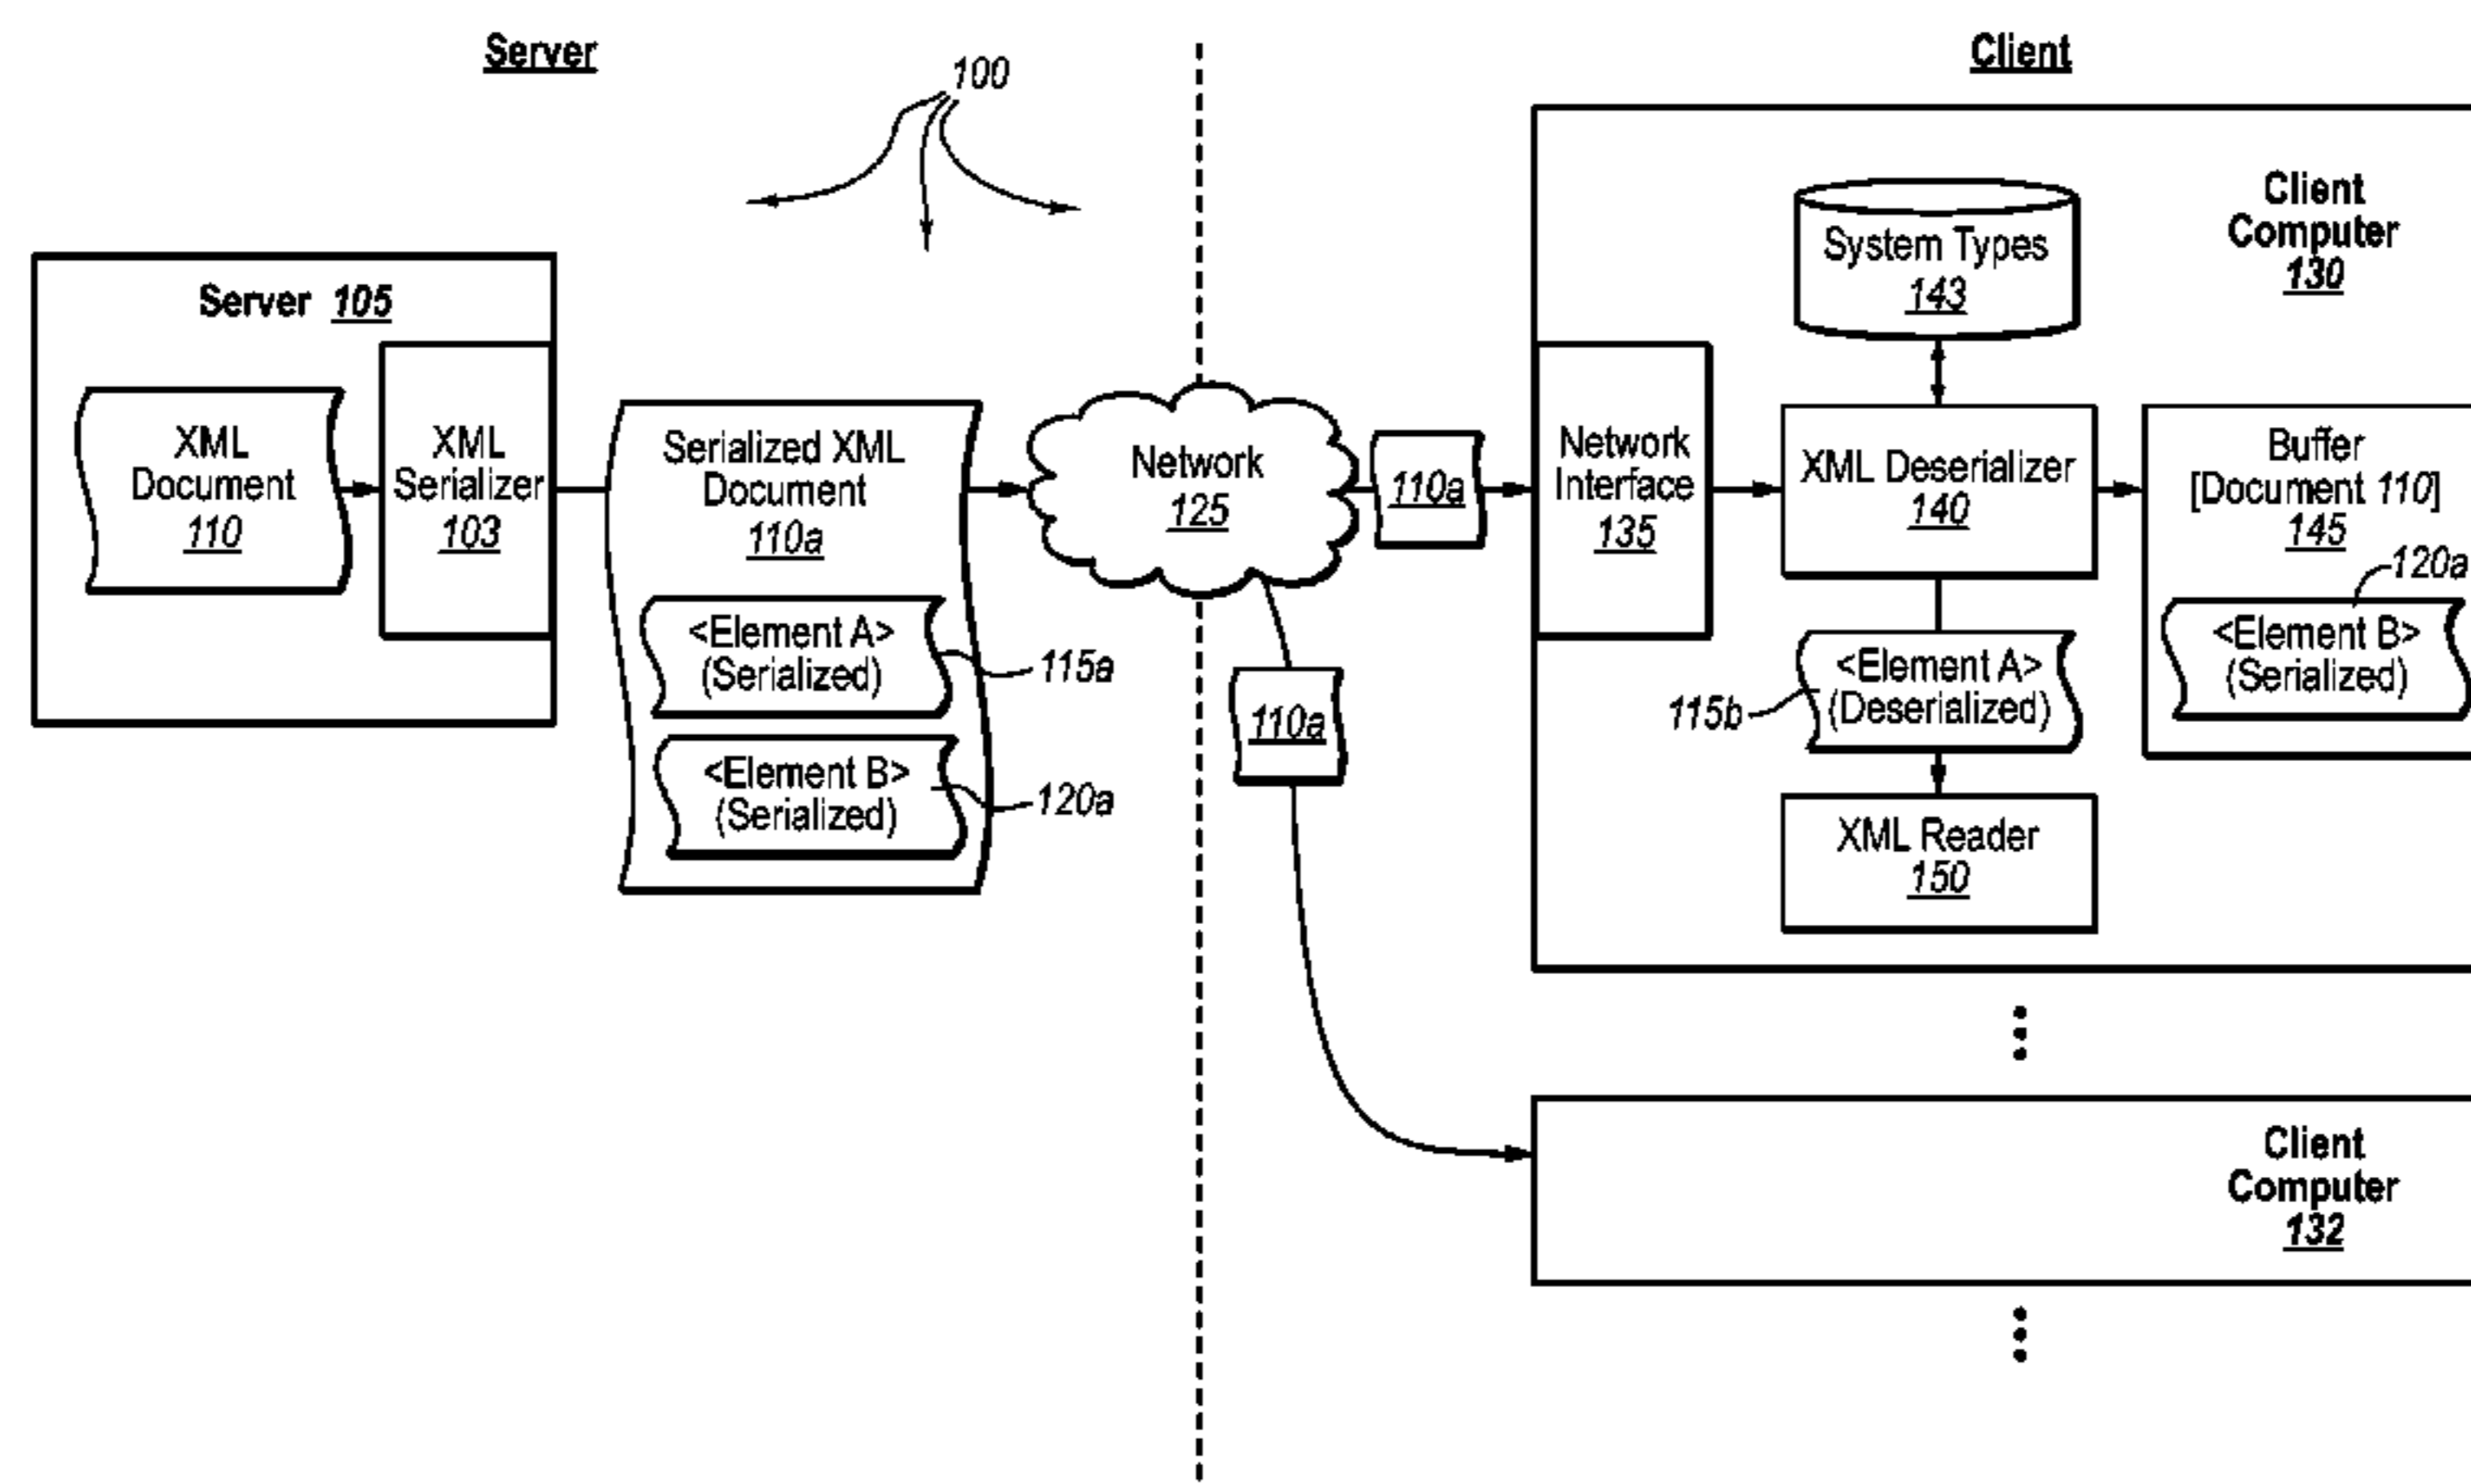 Server
Client
100
Client
Computer
130
System Types
143
Server 105
XML
Document
110
XML
Serializer
103
Serialized XML
Document
110a
<Element A>
(Serialized)
115a
<Element B>
(Serialized)
120a
Network
125
110a
110a
Network
Interface
135
XML Deserializer
140
Buffer
[Document 110]
145
120a
<Element B>
(Serialized)
<Element A>
(Deserialized)
115b
XML Reader
150
Client
Computer
132